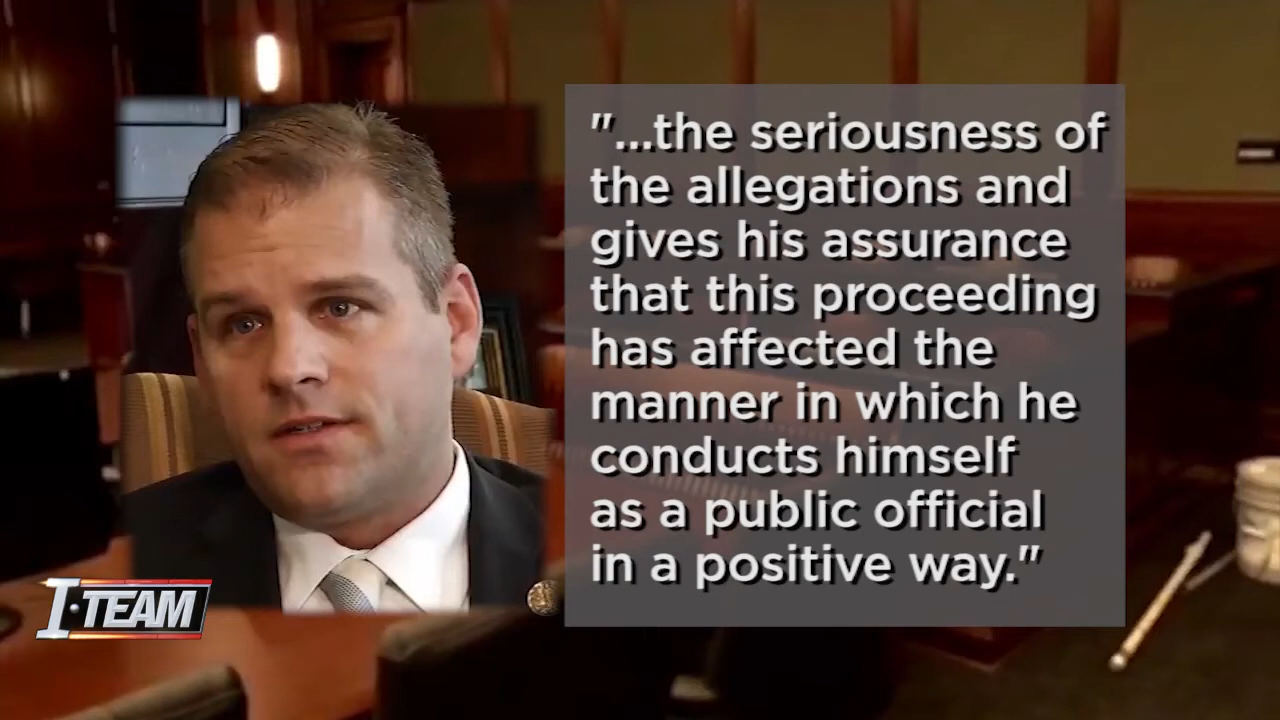 "...the seriousness of
the allegations and
gives his assurance
that this proceeding
has affected the
manner in which he
conducts himself
as a public official
in a positive way."
I·TEAM